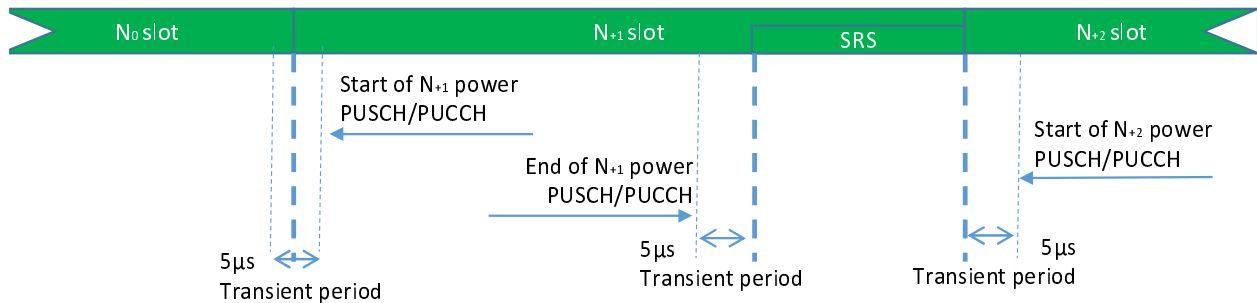 N₀ slot
N₊₁ slot
SRS
N₊₂ slot
Start of N₊₁ power
PUSCH/PUCCH
Start of N₊₂ power
PUSCH/PUCCH
End of N₊₁ power
PUSCH/PUCCH
5µs
Transient period
5µs
Transient period
5µs
Transient period